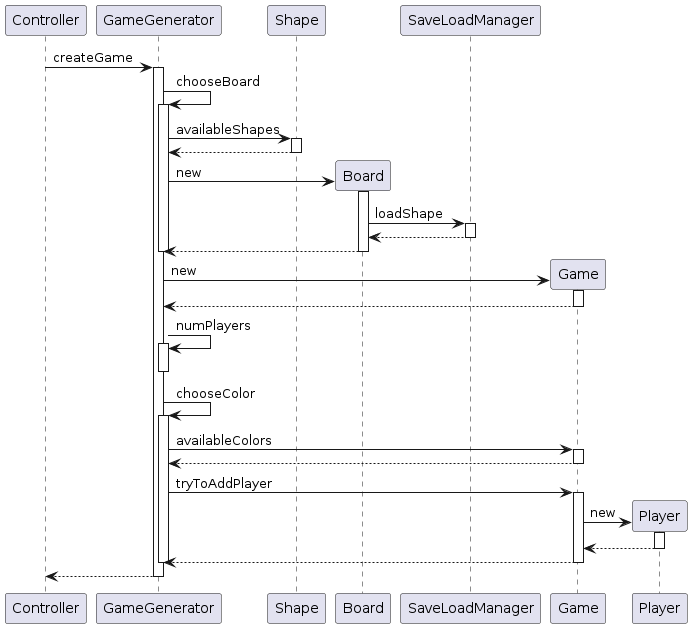 Controller GameGenerator Shape SaveLoadManager
createGame
chooseBoard
availableShapes
new Board
loadShape
new Game
numPlayers
chooseColor
availableColors
tryToAddPlayer
new Player
Controller GameGenerator Shape Board SaveLoadManager Game Player